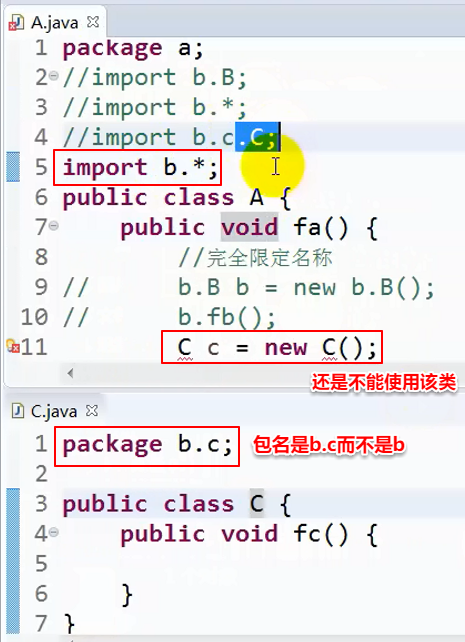 A.java
1 package a;
2 //import b.B;
3 //import b.*;
4 //import b.c.C;
5 import b.*;
6 public class A {
7 public void fa() {
8 //完全限定名称
9 // b.B b = new b.B();
10 // b.fb();
11 C c = new C();
还是不能使用该类
C.java
1 package b.c; 包名是b.c而不是b
2
3 public class C {
4 public void fc() {
5
6 }
7 }